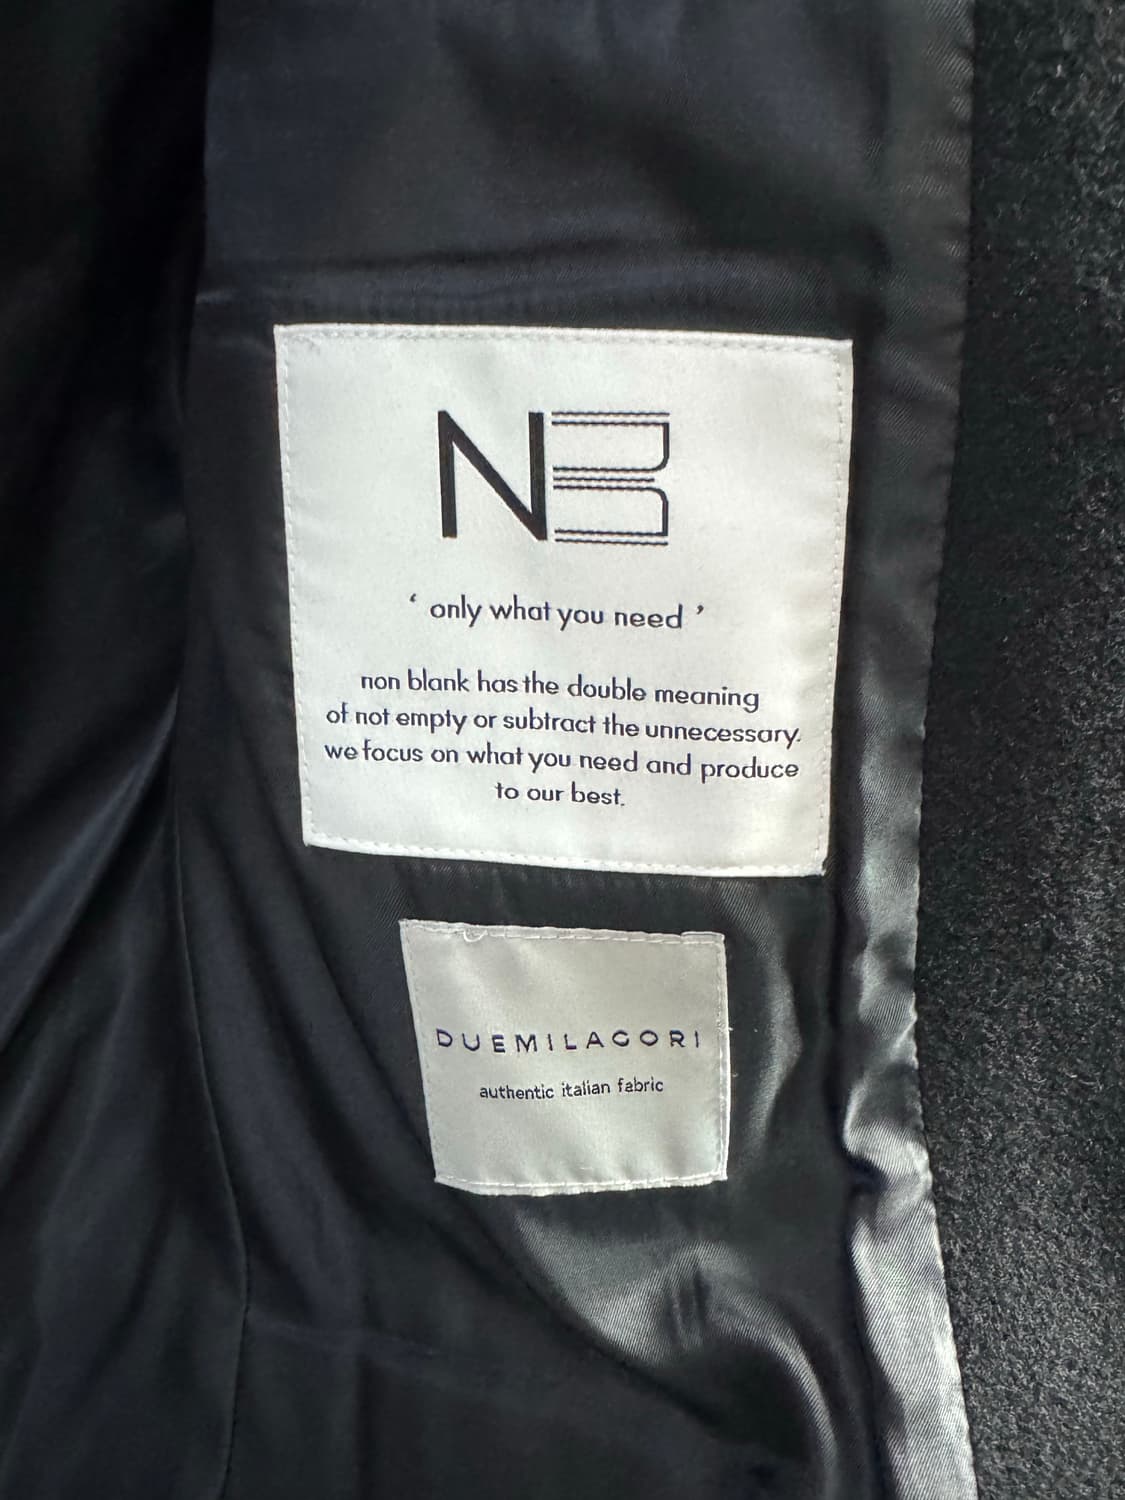 NB
‘ only what you need ’
non blank has the double meaning
of not empty or subtract the unnecessary.
we focus on what you need and produce
to our best.
DUEMILAGORI
authentic italian fabric